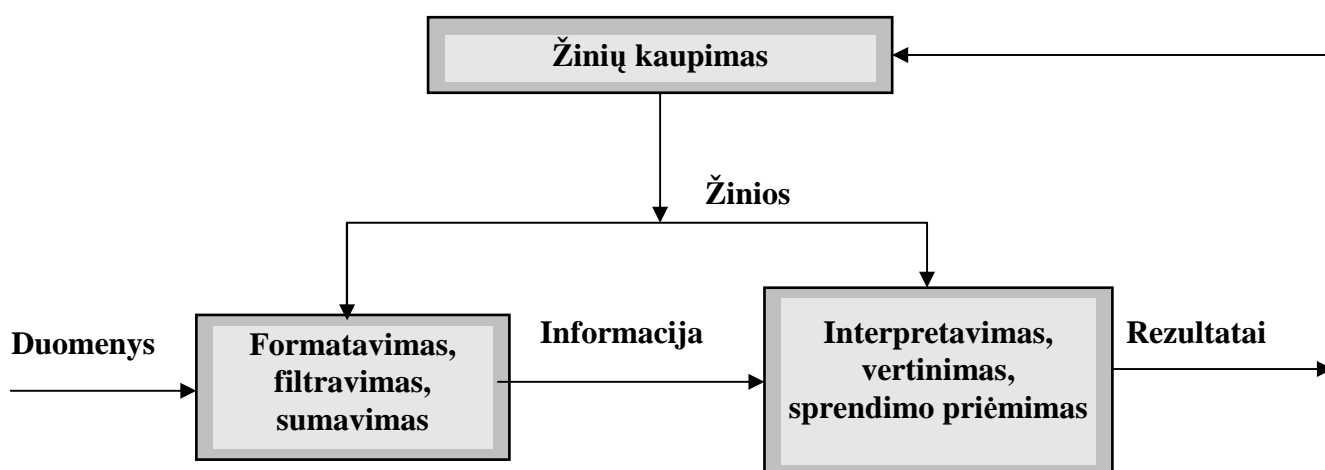 Žinių kaupimas
Žinios
Duomenys
Formatavimas,
filtravimas,
sumavimas
Informacija
Interpretavimas,
vertinimas,
sprendimo priėmimas
Rezultatai